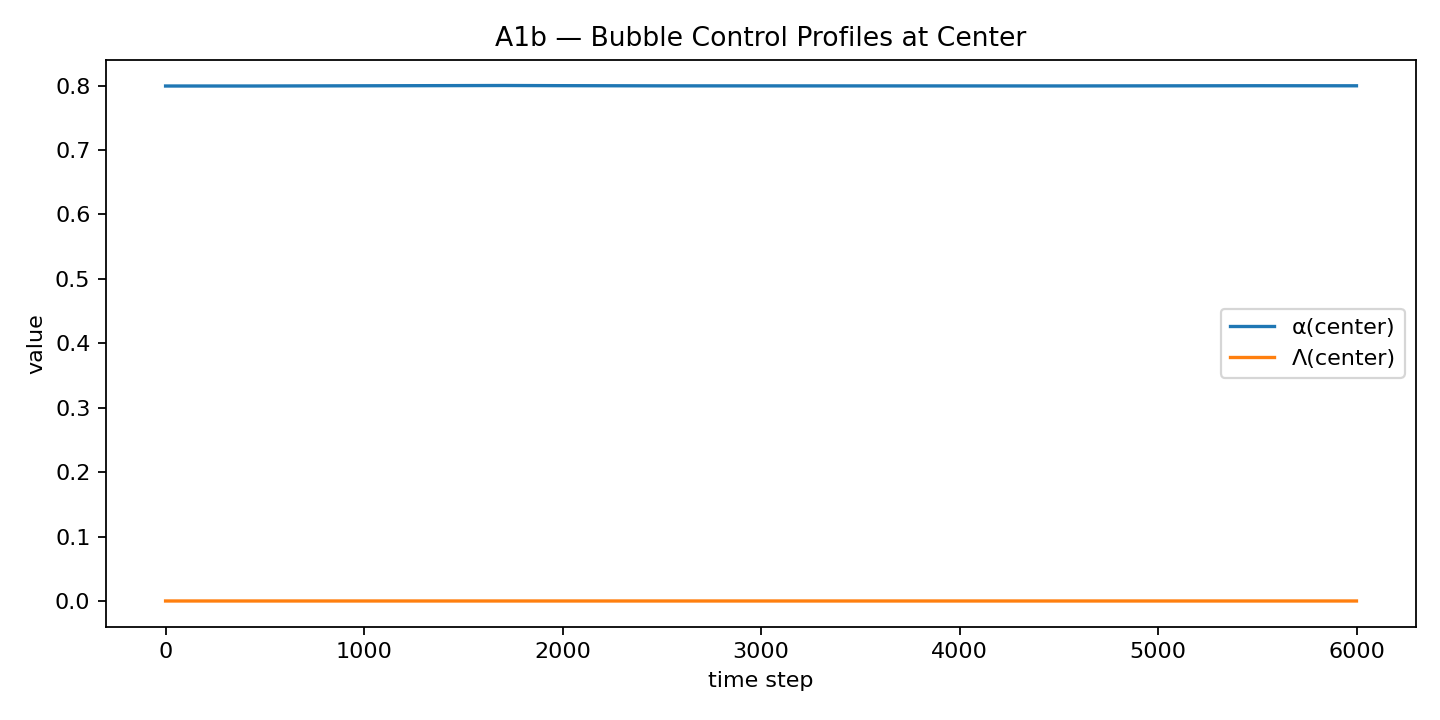 A1b — Bubble Control Profiles at Center
0.8
0.7
0.6
0.5
0.4
0.3
0.2
0.1
0.0
value
α(center)
Λ(center)
0 1000 2000 3000 4000 5000 6000
time step